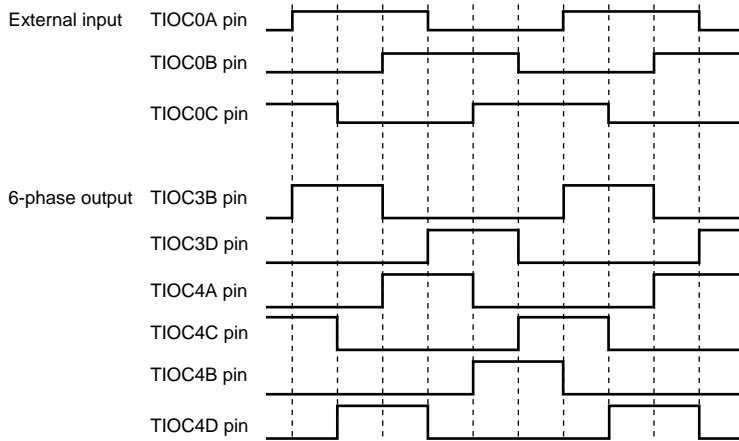 External input TIOC0A pin
TIOC0B pin
TIOC0C pin
6-phase output TIOC3B pin
TIOC3D pin
TIOC4A pin
TIOC4C pin
TIOC4B pin
TIOC4D pin